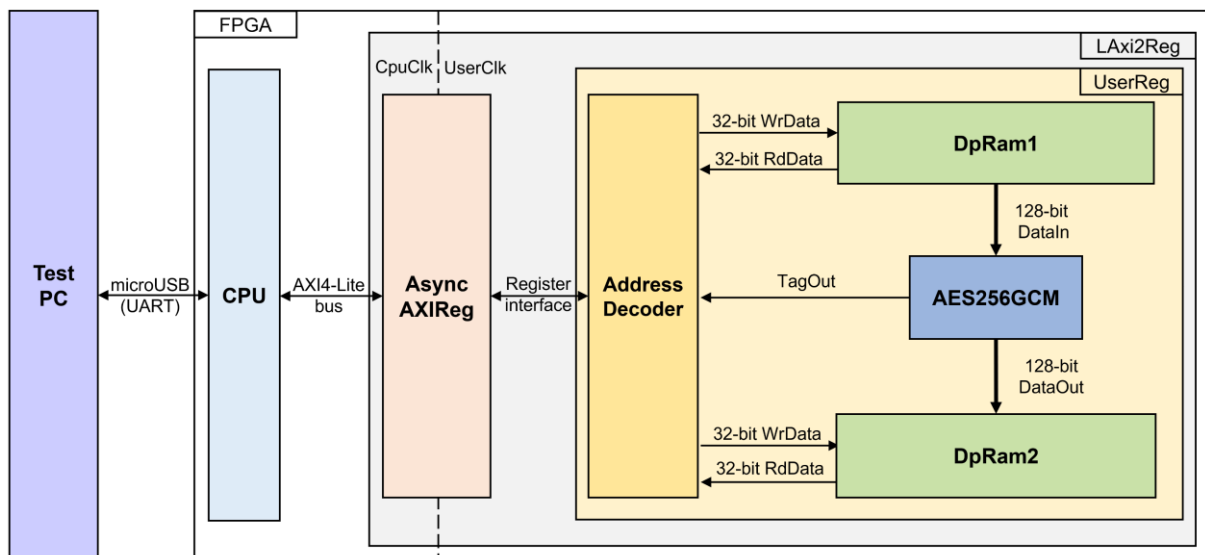 FPGA
LAxi2Reg
CpuClk
UserClk
UserReg
32-bit WrData
32-bit RdData
DpRam1
128-bit
DataIn
Test
PC
microUSB
(UART)
CPU
AXI4-Lite
bus
Async
AXIReg
Register
interface
Address
Decoder
TagOut
AES256GCM
128-bit
DataOut
32-bit WrData
32-bit RdData
DpRam2